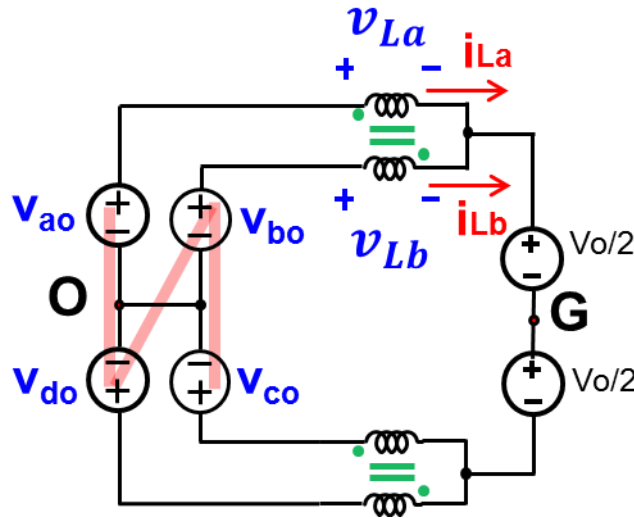 vLa
+ − iLa
+ − iLb
vLb
vao
+
−
+
−
vbo
+
−
Vo/2
O
G
vdo
−
+
−
+
vco
+
−
Vo/2